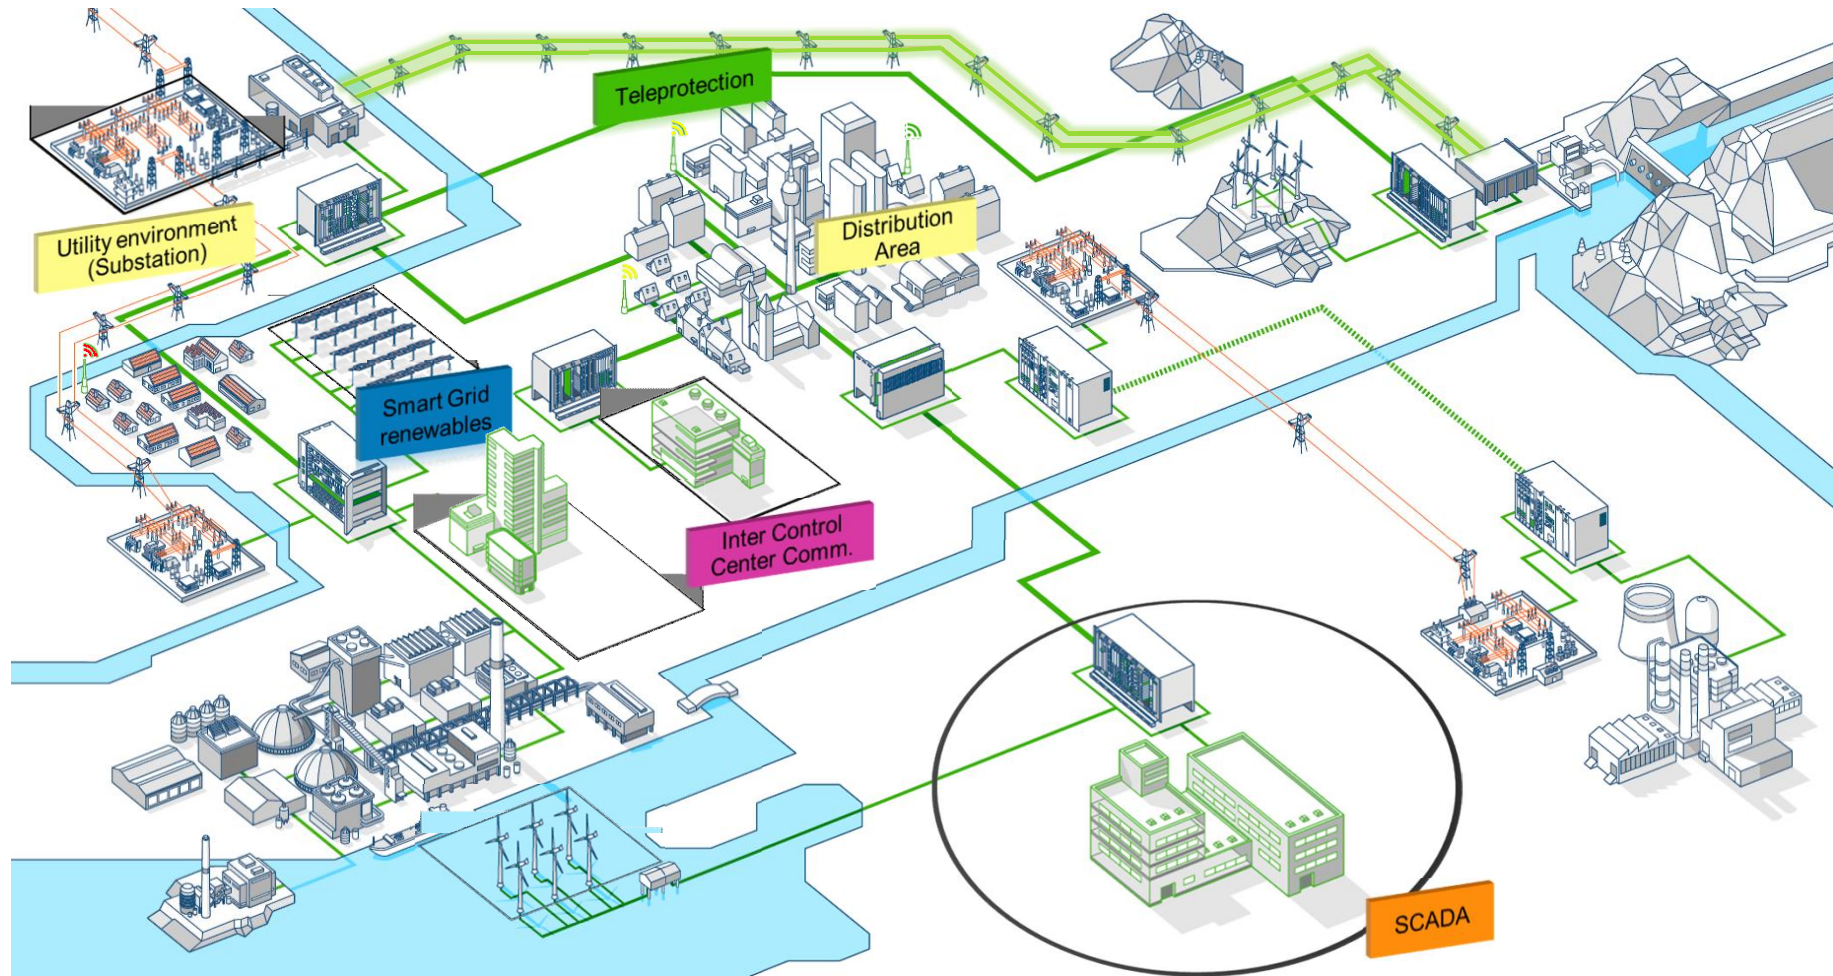 Teleprotection
Utility environment
(Substation)
Distribution
Area
Smart Grid
renewables
Inter Control
Center Comm.
SCADA